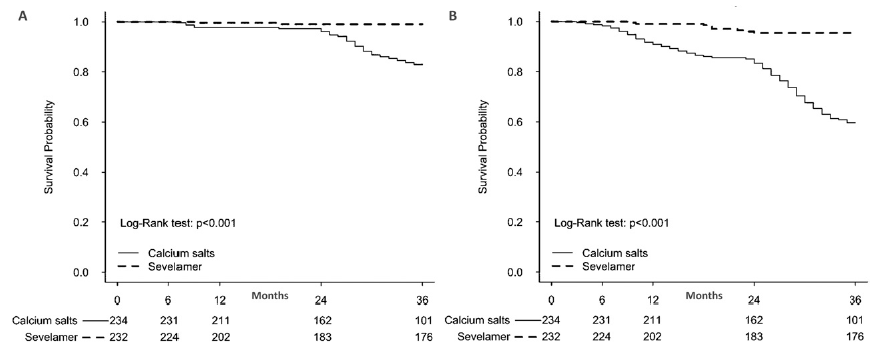 A
1.0
0.8
0.6
0.4
0.2
0.0
Survival Probability
Log-Rank test: p<0.001
Calcium salts
Sevelamer
0 6 12 24 36
Months
Calcium salts 234 231 211 162 101
Sevelamer 232 224 202 183 176
B
1.0
0.8
0.6
0.4
0.2
0.0
Survival Probability
Log-Rank test: p<0.001
Calcium salts
Sevelamer
0 6 12 24 36
Months
Calcium salts 234 231 211 162 101
Sevelamer 232 224 202 183 176